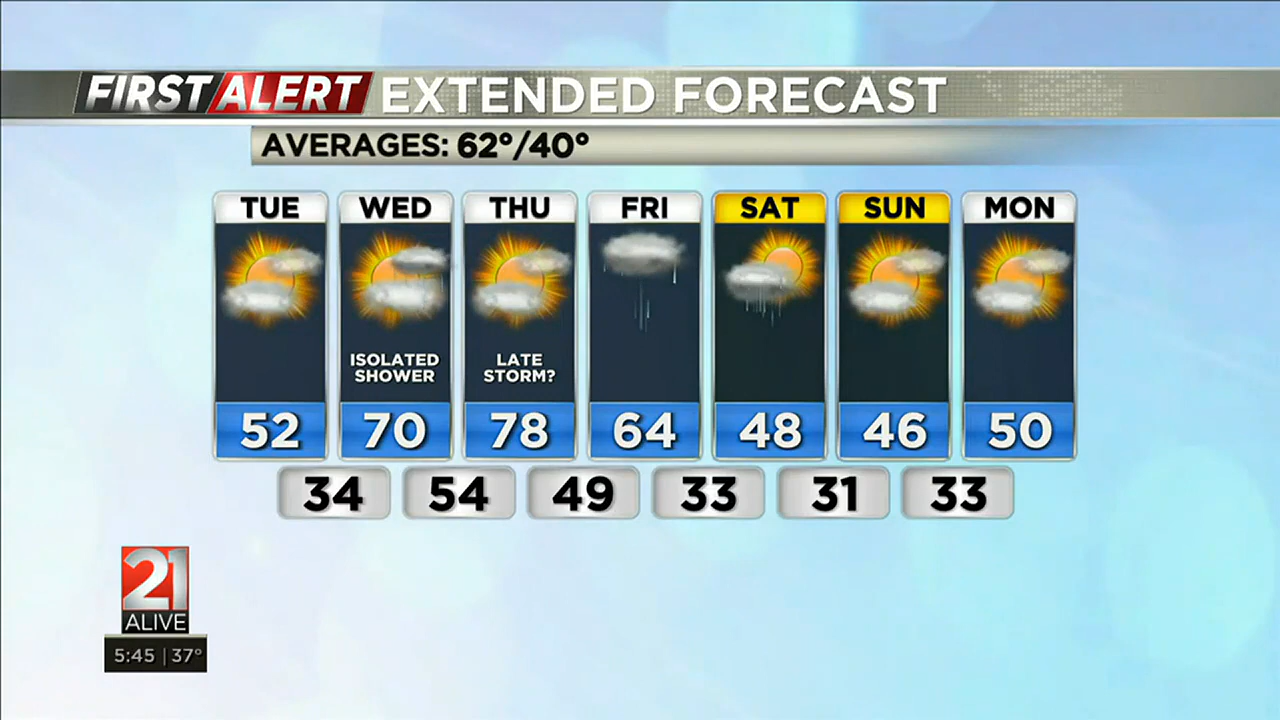 FIRST ALERT EXTENDED FORECAST
AVERAGES: 62°/40°
TUE WED THU FRI SAT SUN MON
ISOLATED SHOWER
LATE STORM?
52 70 78 64 48 46 50
34 54 49 33 31 33
21
ALIVE
5:45 | 37°